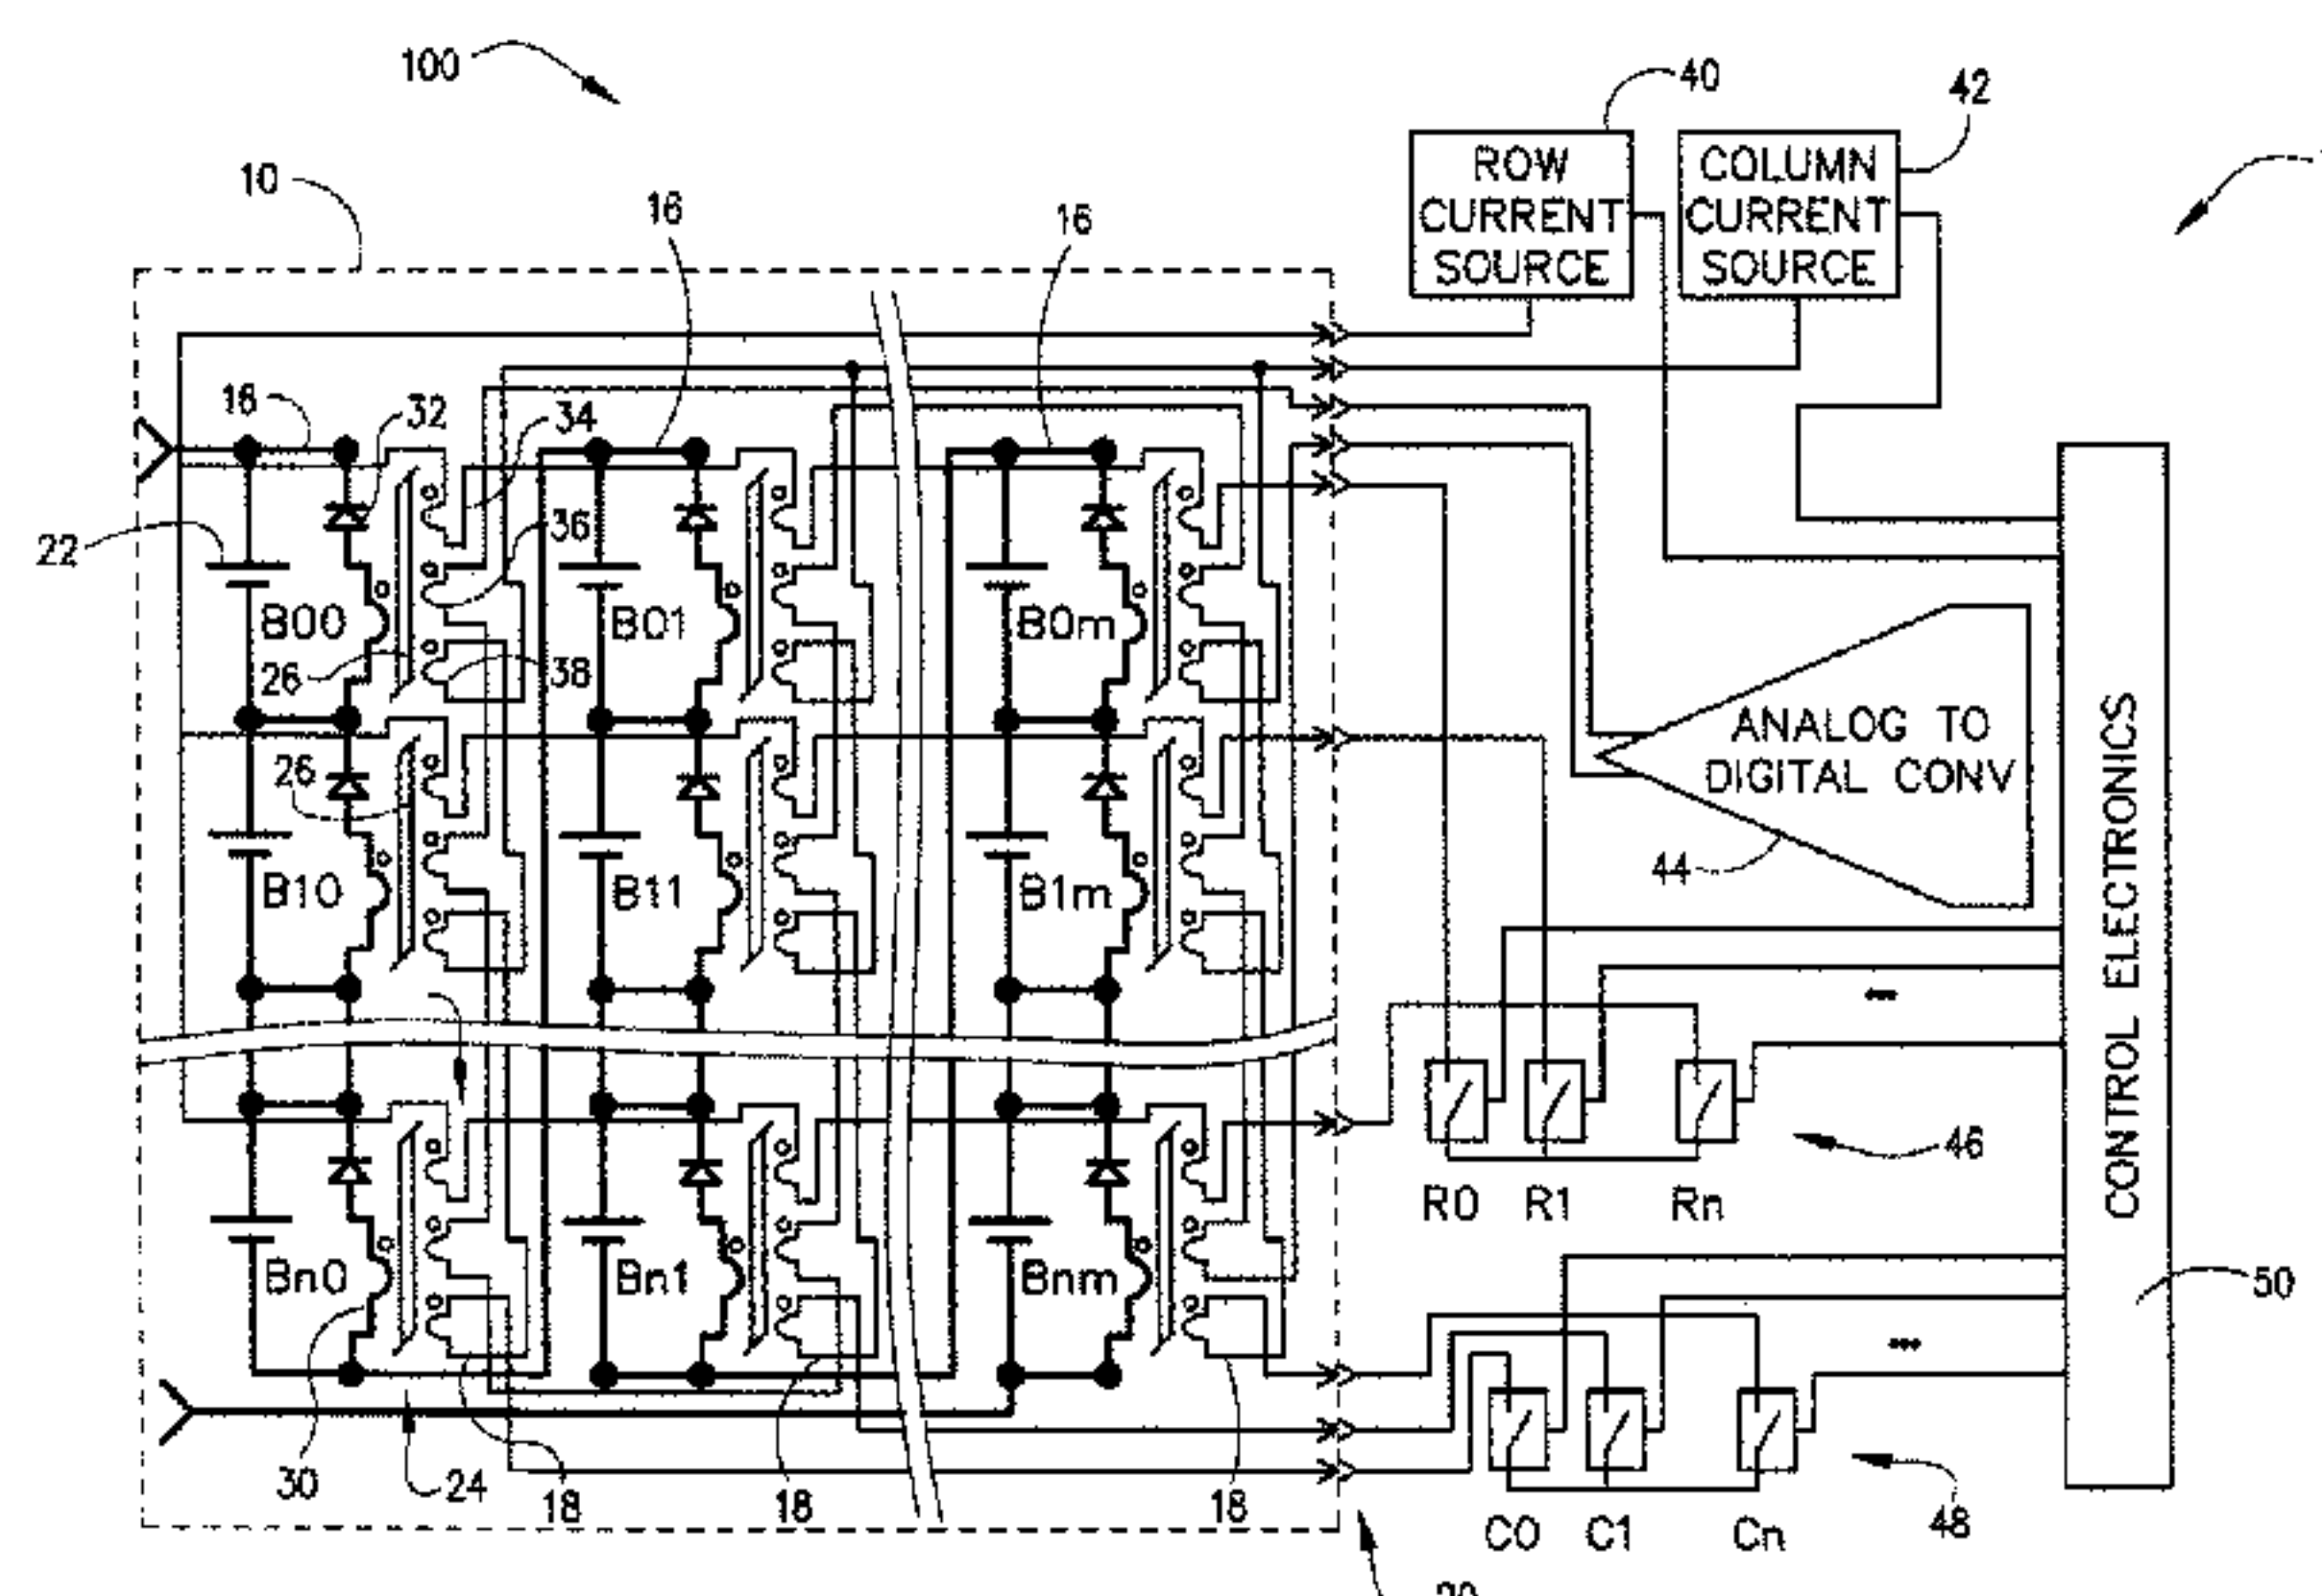 100
40
42
10
16
16
ROW
CURRENT
SOURCE
COLUMN
CURRENT
SOURCE
16
32
34
36
22
B00
B01
B0m
26
38
26
ANALOG TO
DIGITAL CONV
44
CONTROL ELECTRONICS
B10
B11
B1m
46
R0
R1
Rn
Bn0
Bn1
Bnm
50
30
24
18
18
18
C0
C1
Cn
48